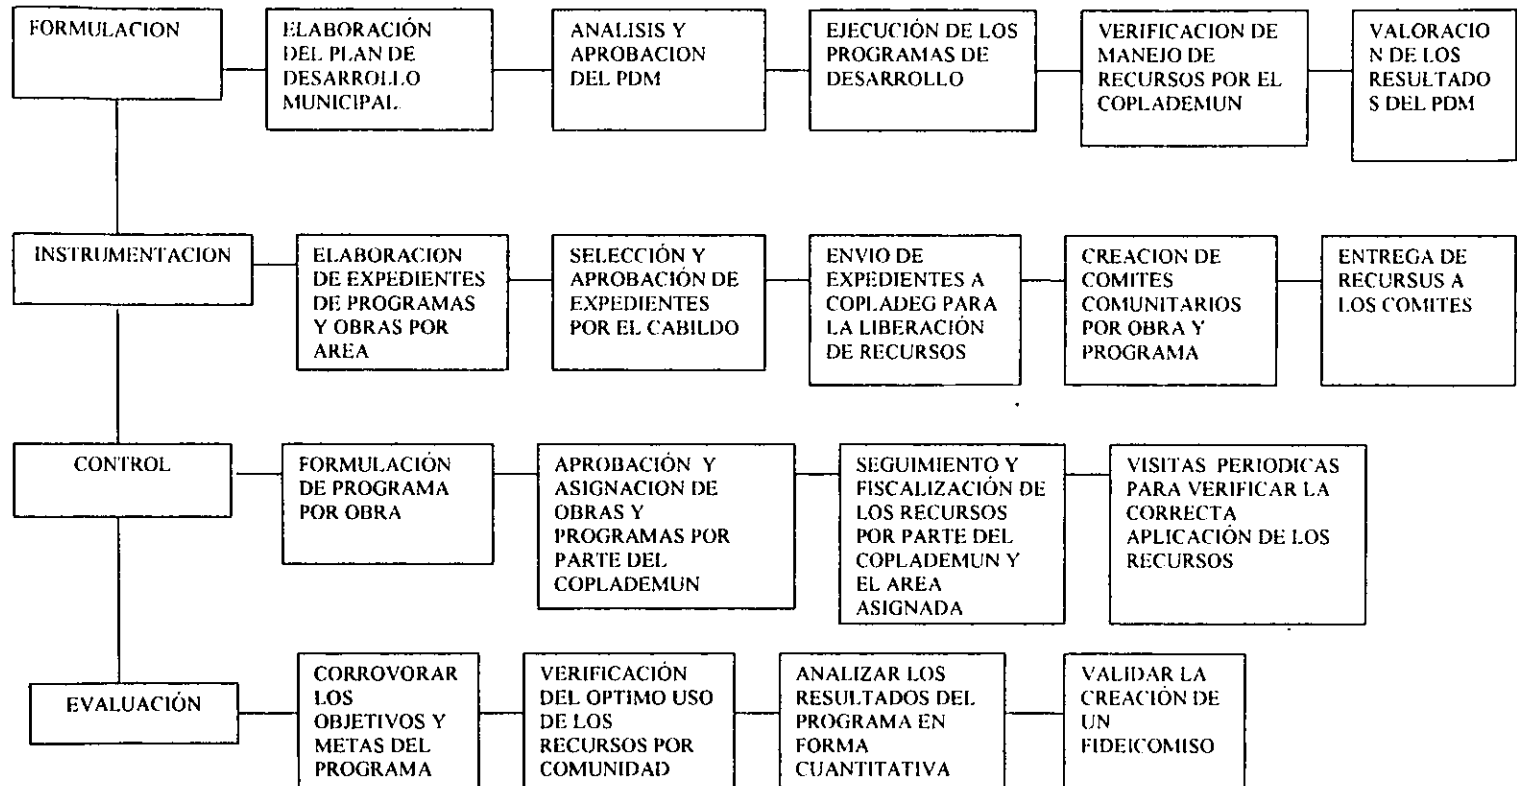 FORMULACION
ELABORACIÓN
DEL PLAN DE
DESARROLLO
MUNICIPAL
ANALISIS Y
APROBACION
DEL PDM
EJECUCIÓN DE LOS
PROGRAMAS DE
DESARROLLO
VERIFICACION DE
MANEJO DE
RECURSOS POR EL
COPLADEMUN
VALORACIO
N DE LOS
RESULTADO
S DEL PDM
INSTRUMENTACION
ELABORACION
DE EXPEDIENTES
DE PROGRAMAS
Y OBRAS POR
AREA
SELECCIÓN Y
APROBACIÓN DE
EXPEDIENTES
POR EL CABILDO
ENVIO DE
EXPEDIENTES A
COPLADEG PARA
LA LIBERACIÓN
DE RECURSOS
CREACION DE
COMITES
COMUNITARIOS
POR OBRA Y
PROGRAMA
ENTREGA DE
RECURSUS A
LOS COMITES
CONTROL
FORMULACIÓN
DE PROGRAMA
POR OBRA
APROBACIÓN Y
ASIGNACION DE
OBRAS Y
PROGRAMAS POR
PARTE DEL
COPLADEMUN
SEGUIMIENTO Y
FISCALIZACIÓN DE
LOS RECURSOS
POR PARTE DEL
COPLADEMUN Y
EL AREA
ASIGNADA
VISITAS PERIODICAS
PARA VERIFICAR LA
CORRECTA
APLICACIÓN DE LOS
RECURSOS
EVALUACIÓN
CORROVORAR
LOS
OBJETIVOS Y
METAS DEL
PROGRAMA
VERIFICACIÓN
DEL OPTIMO USO
DE LOS
RECURSOS POR
COMUNIDAD
ANALIZAR LOS
RESULTADOS DEL
PROGRAMA EN
FORMA
CUANTITATIVA
VALIDAR LA
CREACIÓN DE
UN
FIDEICOMISO